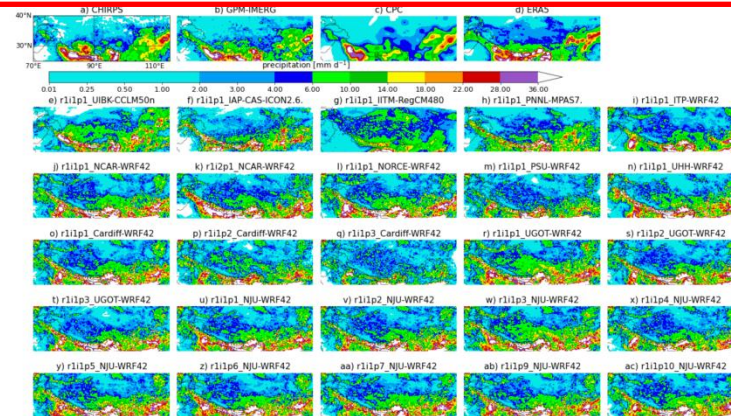 a) CHIRPS b) GPM-IMERG c) CPC d) ERA5
40°N
30°N
70°E 90°E 110°E
precipitation [mm d⁻¹]
0.01 0.25 0.50 1.00 2.00 3.00 4.00 6.00 10.00 14.00 18.00 22.00 28.00 36.00
e) r1i1p1_UIBK-CCLM50n f) r1i1p1_IAP-CAS-ICON2.6. g) r1i1p1_IITM-RegCM480 h) r1i1p1_PNNL-MPAS7. i) r1i1p1_ITP-WRF42
j) r1i1p1_NCAR-WRF42 k) r1i2p1_NCAR-WRF42 l) r1i1p1_NORCE-WRF42 m) r1i1p1_PSU-WRF42 n) r1i1p1_UHH-WRF42
o) r1i1p1_Cardiff-WRF42 p) r1i1p2_Cardiff-WRF42 q) r1i1p3_Cardiff-WRF42 r) r1i1p1_UGOT-WRF42 s) r1i1p2_UGOT-WRF42
t) r1i1p3_UGOT-WRF42 u) r1i1p1_NJU-WRF42 v) r1i1p2_NJU-WRF42 w) r1i1p3_NJU-WRF42 x) r1i1p4_NJU-WRF42
y) r1i1p5_NJU-WRF42 z) r1i1p6_NJU-WRF42 aa) r1i1p7_NJU-WRF42 ab) r1i1p9_NJU-WRF42 ac) r1i1p10_NJU-WRF42